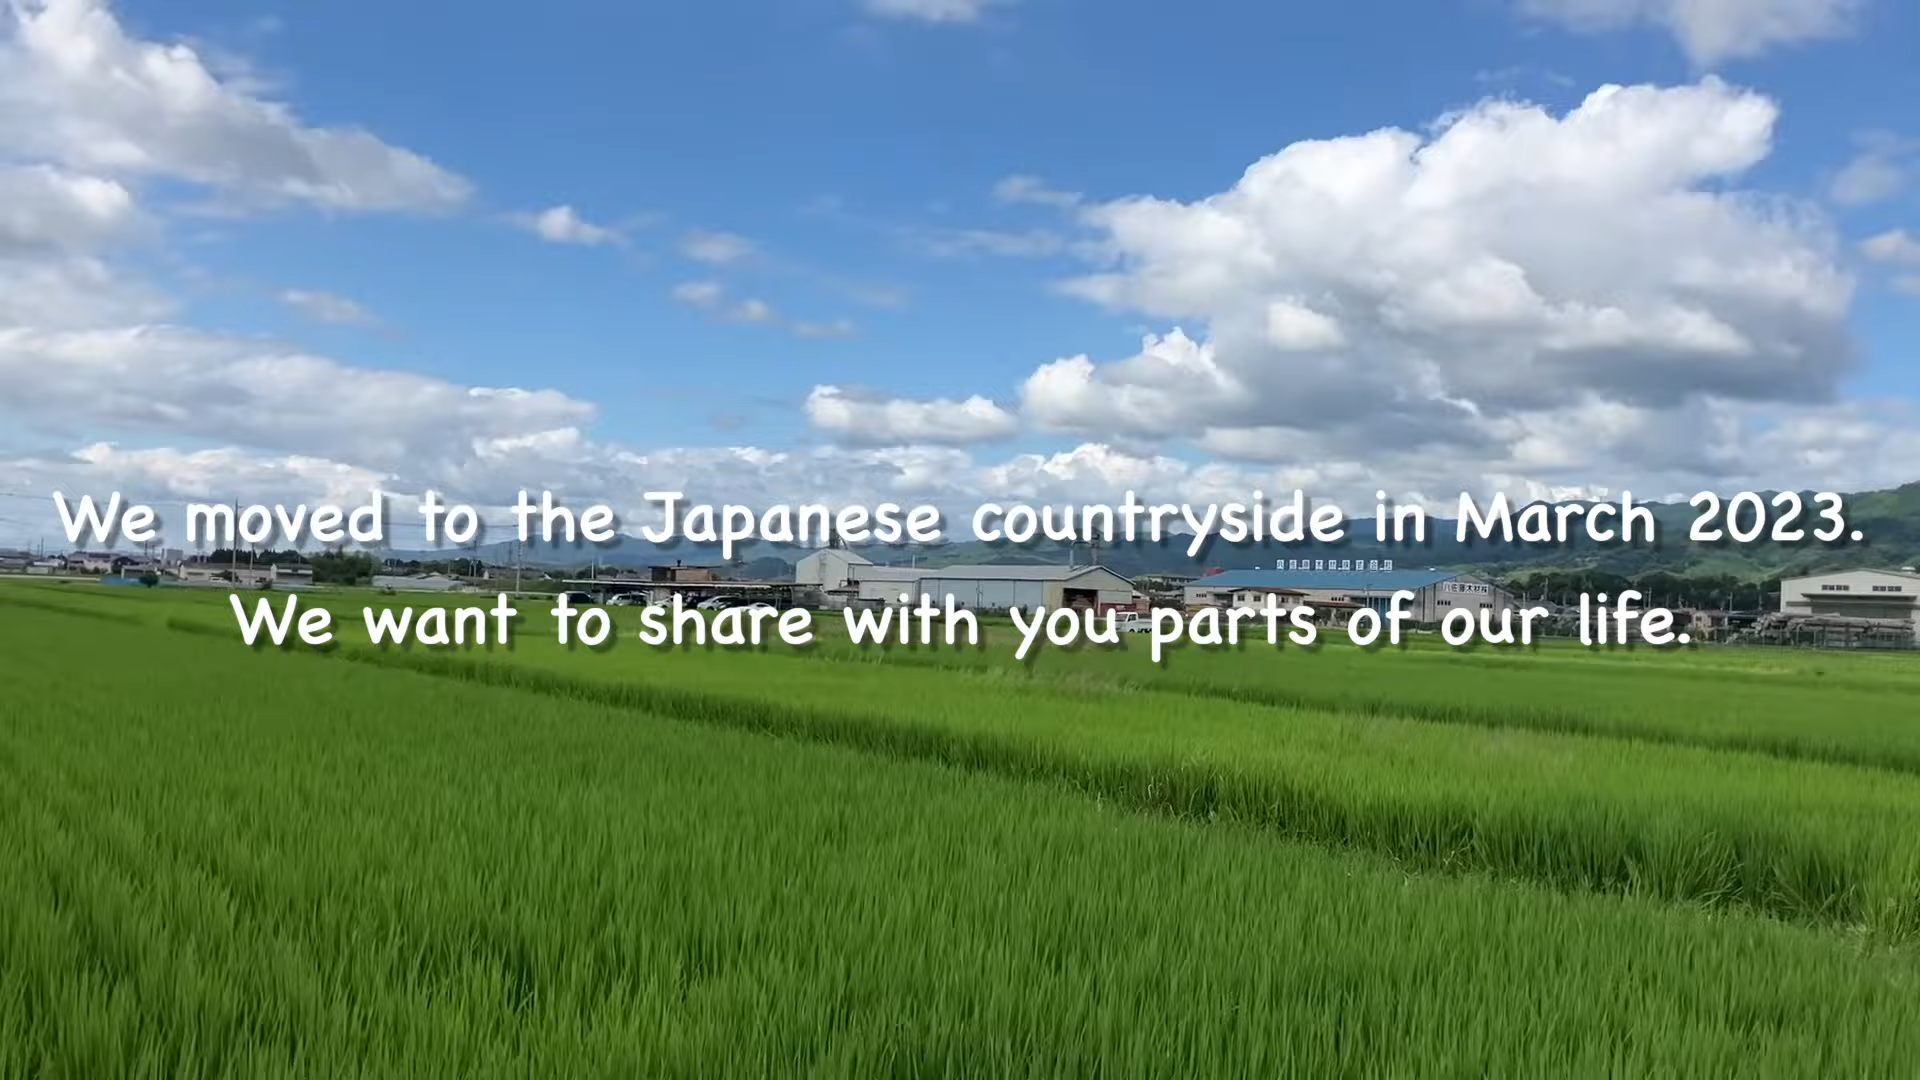 We moved to the Japanese countryside in March 2023.
We want to share with you parts of our life.